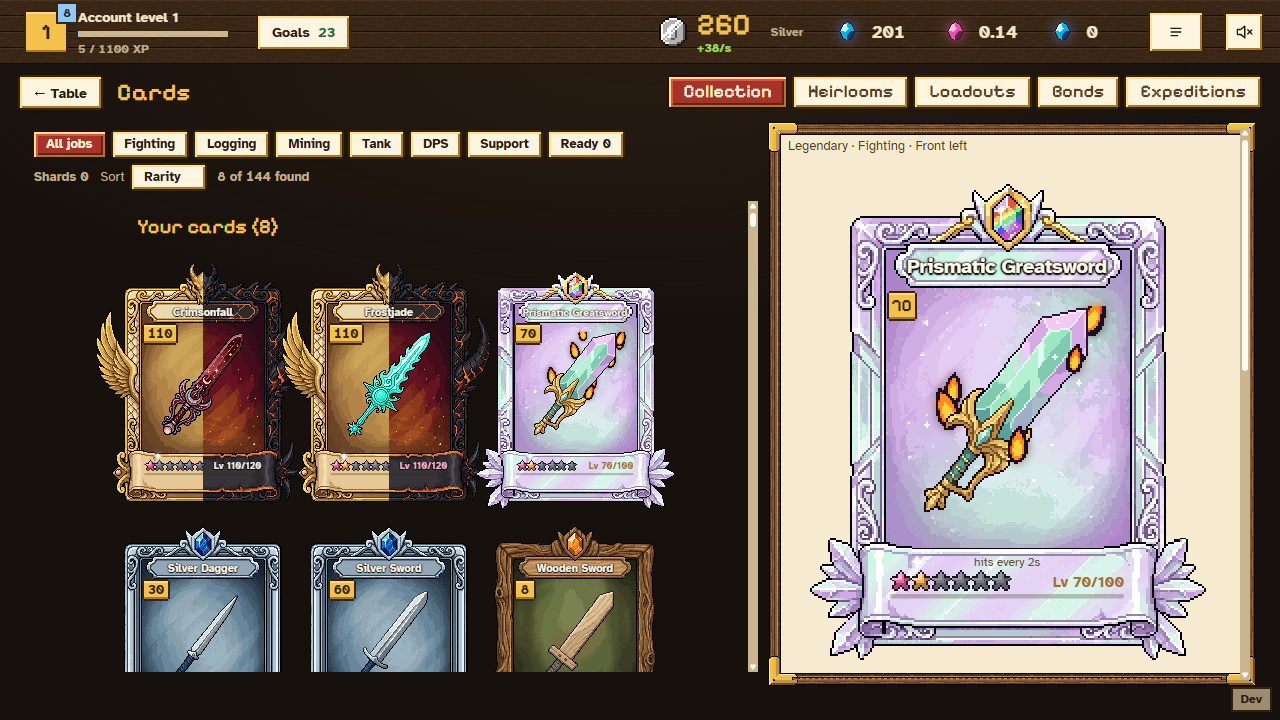 1
8
Account level 1
5 / 1100 XP
Goals 23
260
+38/s
Silver
201
0.14
0
← Table
Cards
Collection
Heirlooms
Loadouts
Bonds
Expeditions
All jobs
Fighting
Logging
Mining
Tank
DPS
Support
Ready 0
Shards 0
Sort
Rarity
8 of 144 found
Your cards (8)
Crimsonfall
110
Lv 110/120
Frostjade
110
Lv 110/120
Prismatic Greatsword
70
Lv 70/100
Silver Dagger
30
Silver Sword
60
Wooden Sword
8
Legendary · Fighting · Front left
Prismatic Greatsword
70
hits every 2s
Lv 70/100
Dev